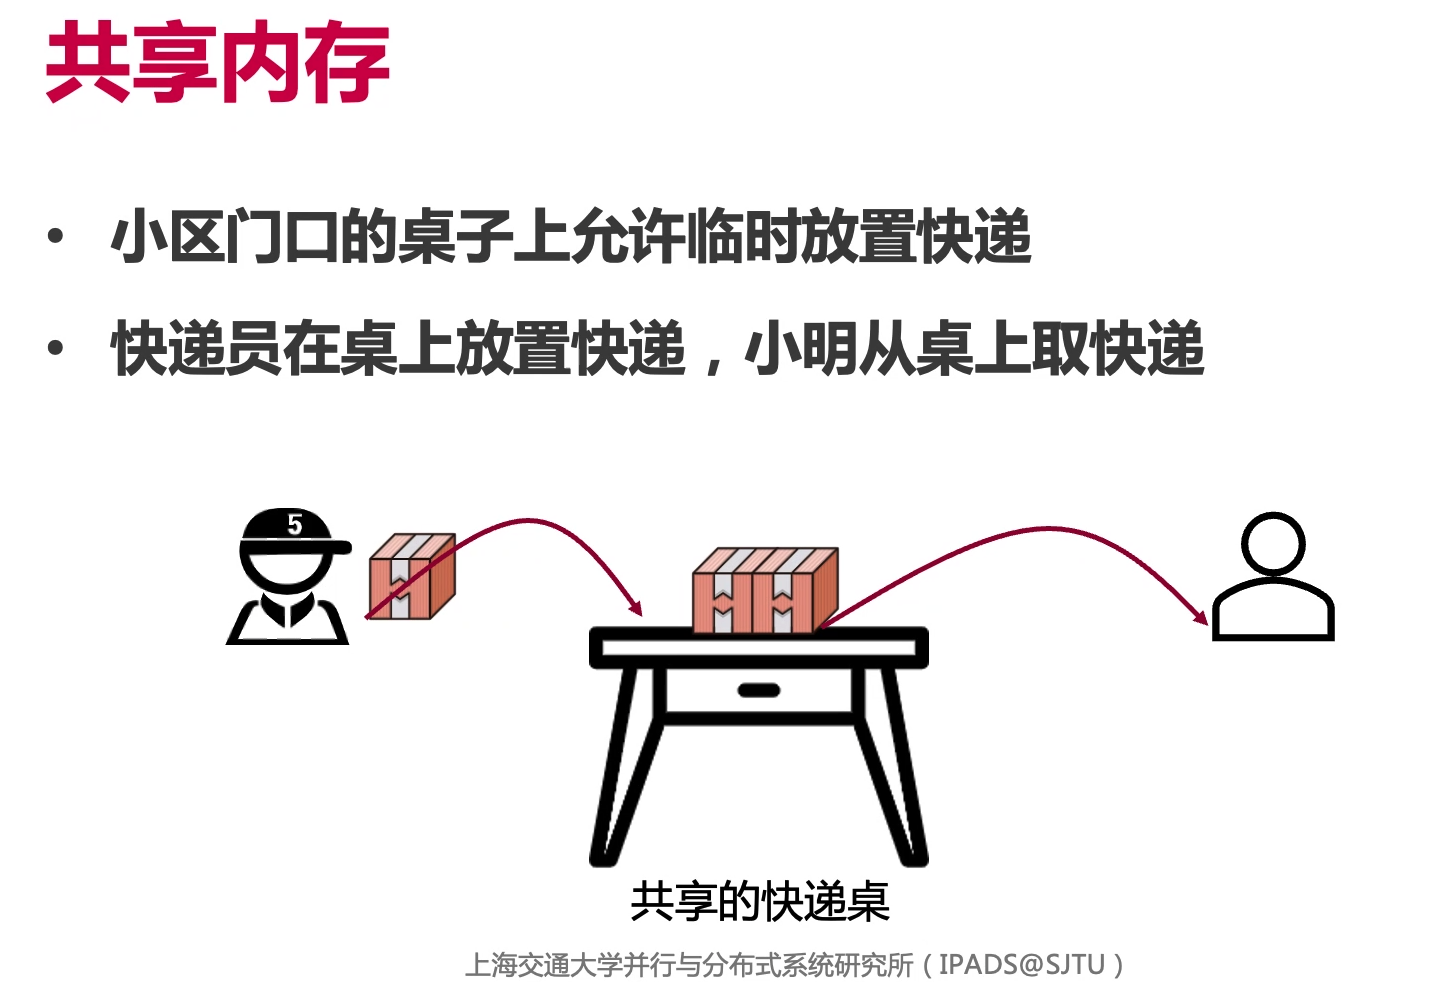 共享内存
• 小区门口的桌子上允许临时放置快递
• 快递员在桌上放置快递，小明从桌上取快递
5
共享的快递桌
上海交通大学并行与分布式系统研究所（IPADS@SJTU）